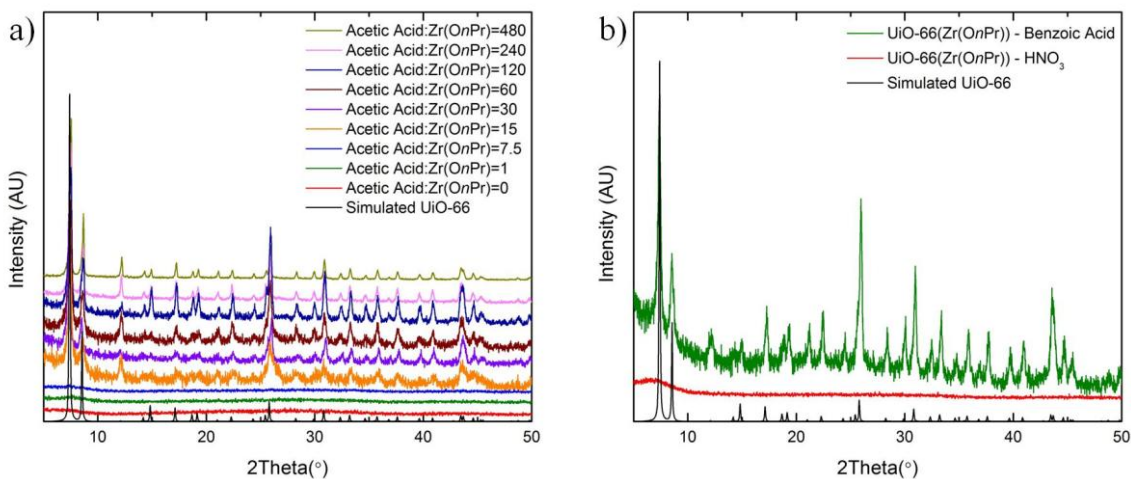 a)
Acetic Acid:Zr(OnPr)=480
Acetic Acid:Zr(OnPr)=240
Acetic Acid:Zr(OnPr)=120
Acetic Acid:Zr(OnPr)=60
Acetic Acid:Zr(OnPr)=30
Acetic Acid:Zr(OnPr)=15
Acetic Acid:Zr(OnPr)=7.5
Acetic Acid:Zr(OnPr)=1
Acetic Acid:Zr(OnPr)=0
Simulated UiO-66
Intensity (AU)
10 20 30 40 50
2Theta(°)
b)
UiO-66(Zr(OnPr)) - Benzoic Acid
UiO-66(Zr(OnPr)) - HNO3
Simulated UiO-66
Intensity (AU)
10 20 30 40 50
2Theta(°)